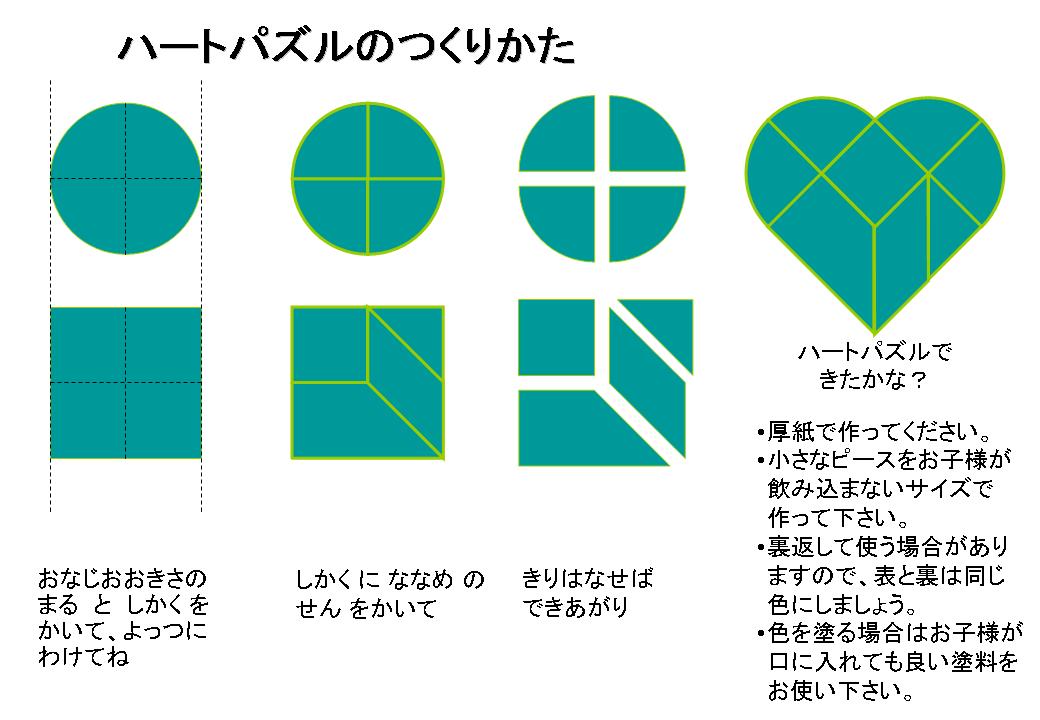 ハートパズルのつくりかた
おなじおおきさの
まる と しかくを
かいて、よっつに
わけてね
しかくに ななめ の
せん をかいて
きりはなせば
できあがり
ハートパズルで
きたかな？
・厚紙で作ってください。
・小さなピースをお子様が
飲み込まないサイズで
作って下さい。
・裏返して使う場合があり
ますので、表と裏は同じ
色にしましょう。
・色を塗る場合はお子様が
口に入れても良い塗料を
お使い下さい。